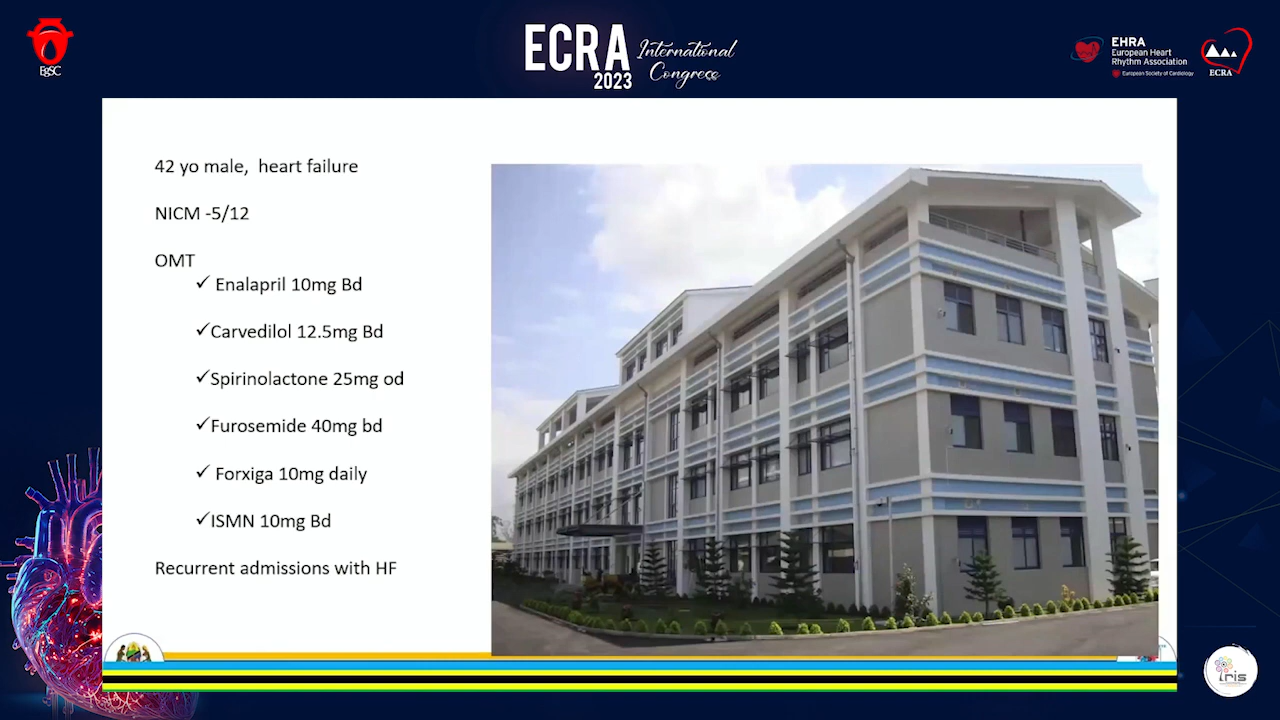 EgSC
ECRA
2023
International
Congress
EHRA
European Heart
Rhythm Association
European Society of Cardiology
ECRA
42 yo male,  heart failure
NICM -5/12
OMT
✓ Enalapril 10mg Bd
✓Carvedilol 12.5mg Bd
✓Spirinolactone 25mg od
✓Furosemide 40mg bd
✓ Forxiga 10mg daily
✓ISMN 10mg Bd
Recurrent admissions with HF
iris